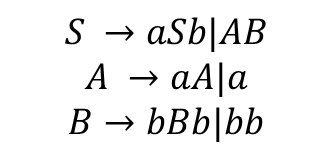 S → aSb|AB
A → aA|a
B → bBb|bb